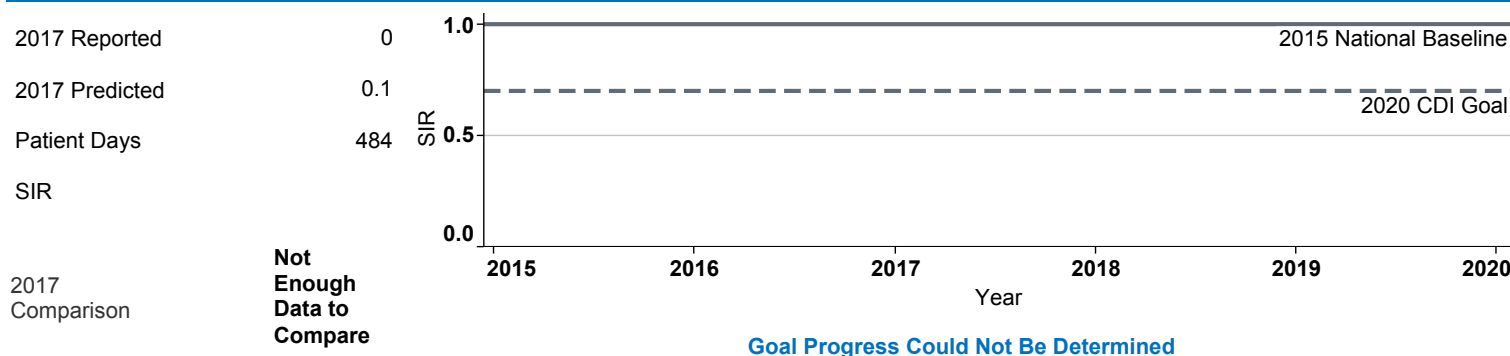 2017 Reported 0
2017 Predicted 0.1
Patient Days 484
SIR
2017
Comparison
Not
Enough
Data to
Compare
1.0
0.5
0.0
SIR
2015 National Baseline
2020 CDI Goal
2015 2016 2017 2018 2019 2020
Year
Goal Progress Could Not Be Determined